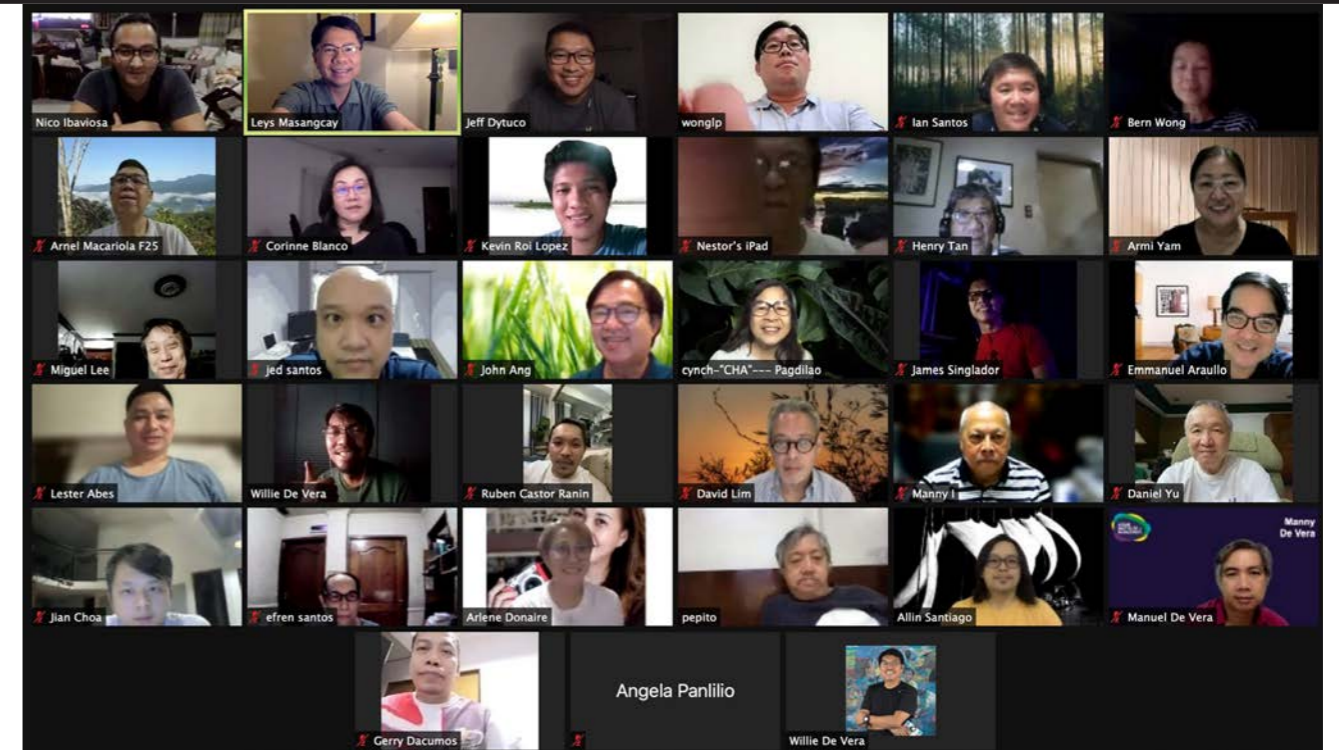 Nico Ibaviosa
Leys Masangcay
Jeff Dytuco
wonglp
Ian Santos
Bern Wong
Arnel Macariola F25
Corinne Blanco
Kevin Roi Lopez
Nestor's iPad
Henry Tan
Armi Yam
Miguel Lee
jed santos
John Ang
cynch-"CHA"--- Pagdilao
James Singlador
Emmanuel Araullo
Lester Abes
Willie De Vera
Ruben Castor Ranin
David Lim
Manny I
Daniel Yu
Jian Choa
efren santos
Arlene Donaire
pepito
Allin Santiago
Manny
De Vera
Manuel De Vera
Gerry Dacumos
Angela Panlilio
Willie De Vera